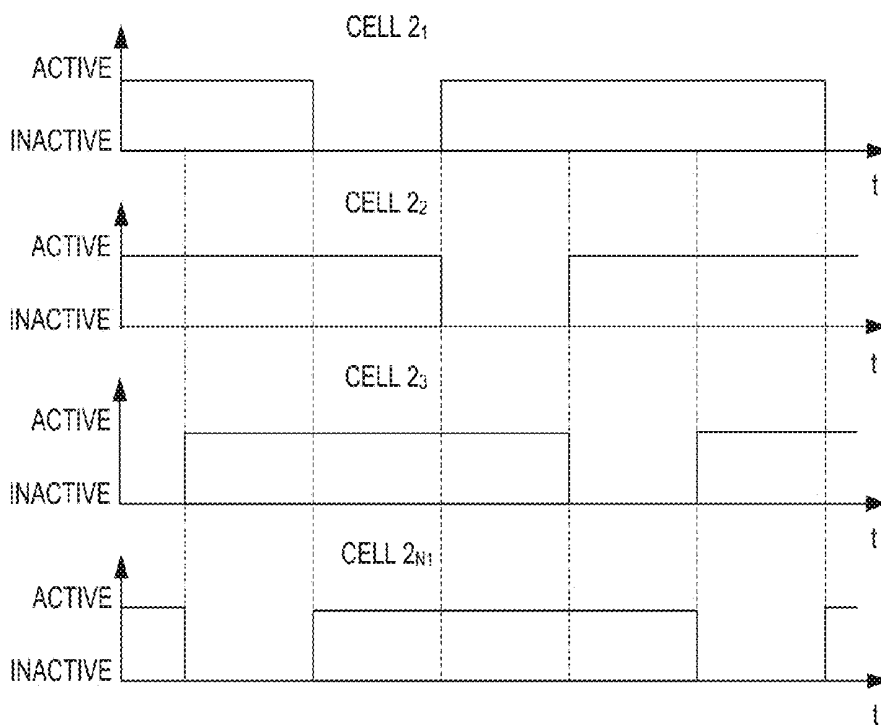 CELL 2₁
ACTIVE
INACTIVE
t
CELL 2₂
ACTIVE
INACTIVE
t
CELL 2₃
ACTIVE
INACTIVE
t
CELL 2ₙ₁
ACTIVE
INACTIVE
t